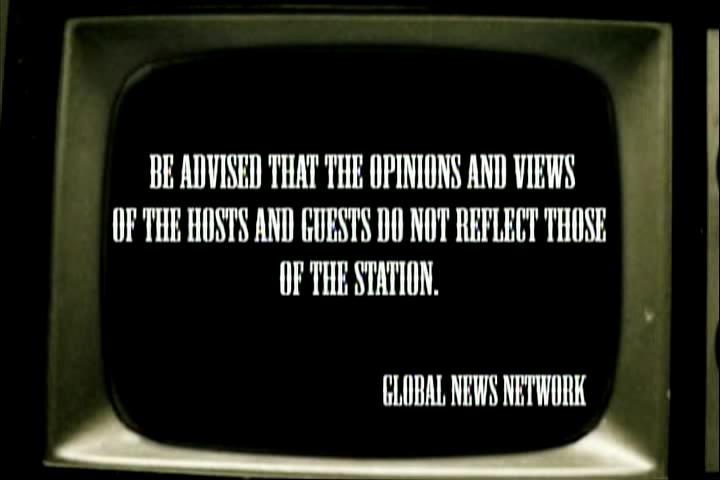 BE ADVISED THAT THE OPINIONS AND VIEWS
OF THE HOSTS AND GUESTS DO NOT REFLECT THOSE
OF THE STATION.
GLOBAL NEWS NETWORK